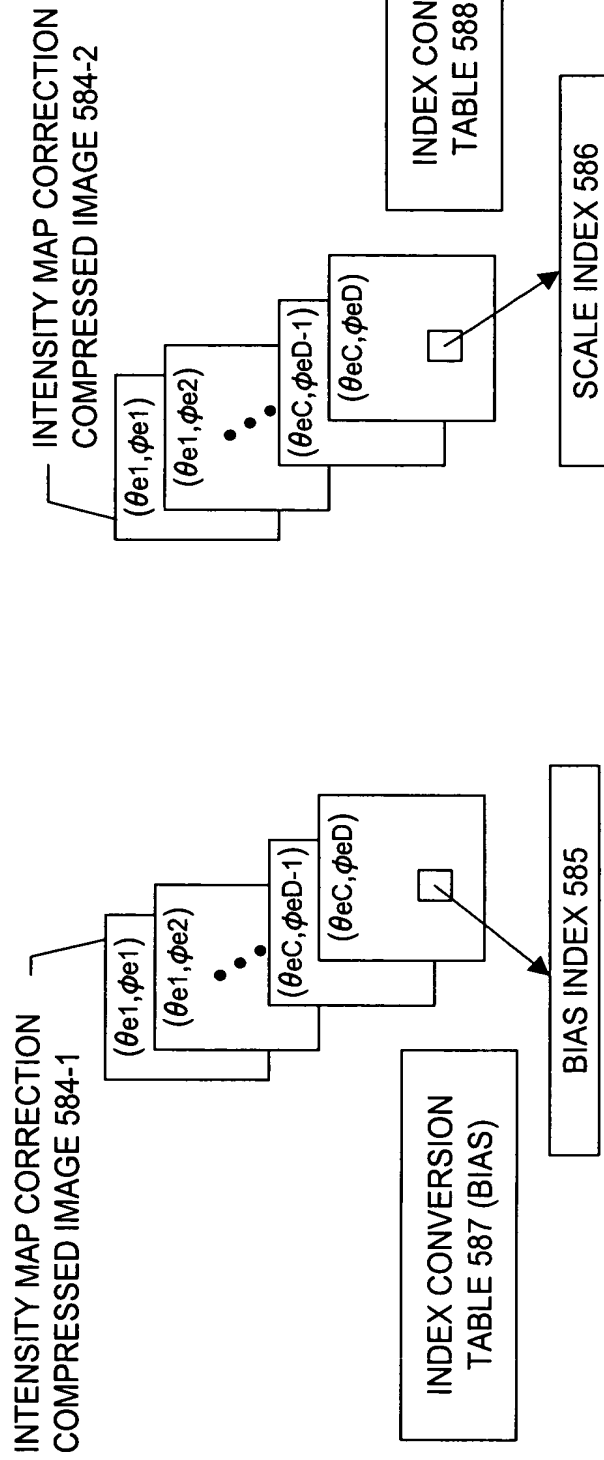 INTENSITY MAP CORRECTION
COMPRESSED IMAGE 584-1
(θe1,ϕe1)
(θe1,ϕe2)
(θeC,ϕeD-1)
(θeC,ϕeD)
INDEX CONVERSION
TABLE 587 (BIAS)
BIAS INDEX 585
INTENSITY MAP CORRECTION
COMPRESSED IMAGE 584-2
(θe1,ϕe1)
(θe1,ϕe2)
(θeC,ϕeD-1)
(θeC,ϕeD)
INDEX CON
TABLE 588
SCALE INDEX 586